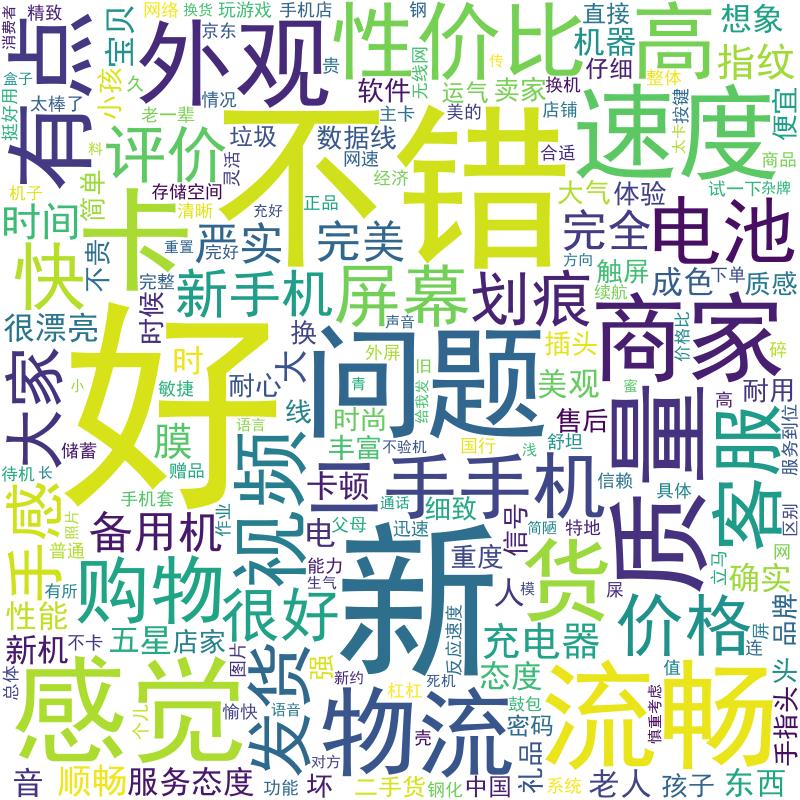 消费者
精致
网络
换货
玩游戏
手机店
性价比
钢
高
直接
想象
有点
宝贝
外观
京东
贵
无线网
机器
指纹
挺好用
盒子
小孩
久
情况
软件
运气
卖家
换机
仔细
整体
传
太棒了
老一辈
不错
主卡
美的
店铺
速度
太卡
按键
便宜
料
评价
垃圾
数据线
网速
合适
商品
灵活
经济
机子
简单
存储空间
大气
体验
试一下
杂牌
时间
卡
清晰
充好
正品
严实
完美
完全
电池
快
不贵
重置
完好
方向
触屏
成色
下单
质感
完整
新手机
屏幕
划痕
续航
很漂亮
时候
声音
商家
价格比
换
外屏
插头
碎
大家
时
大
问题
旧
小
好
敏捷
耐心
青
给我发
美观
质量
蜜
耐用
线
时尚
售后
高
客服
语言
储蓄
膜
视频
丰富
不验机
国行
浅
舒坦
服务到位
待机
长
赠品
卡顿
二手手机
信赖
具体
手感
手机套
通话
细致
区别
照片
备用机
作业
电
父母
迅速
信号
简陋
特地
普通
新
货
网
立马
有所
购物
能力
重度
确实
性能
很好
生气
人
模
屎
价格
品牌
新机
不卡
五星
店家
反应速度
充电器
连屏
总体
感觉
图片
强
新约
死机
态度
流畅
值
头
发货
物流
杠杠
鼓包
慎重考虑
手指头
个儿
愉快
语音
对方
壳
密码
礼品
音
顺畅
服务态度
功能
坏
二手货
钢化
中国
系统
老人
孩子
东西